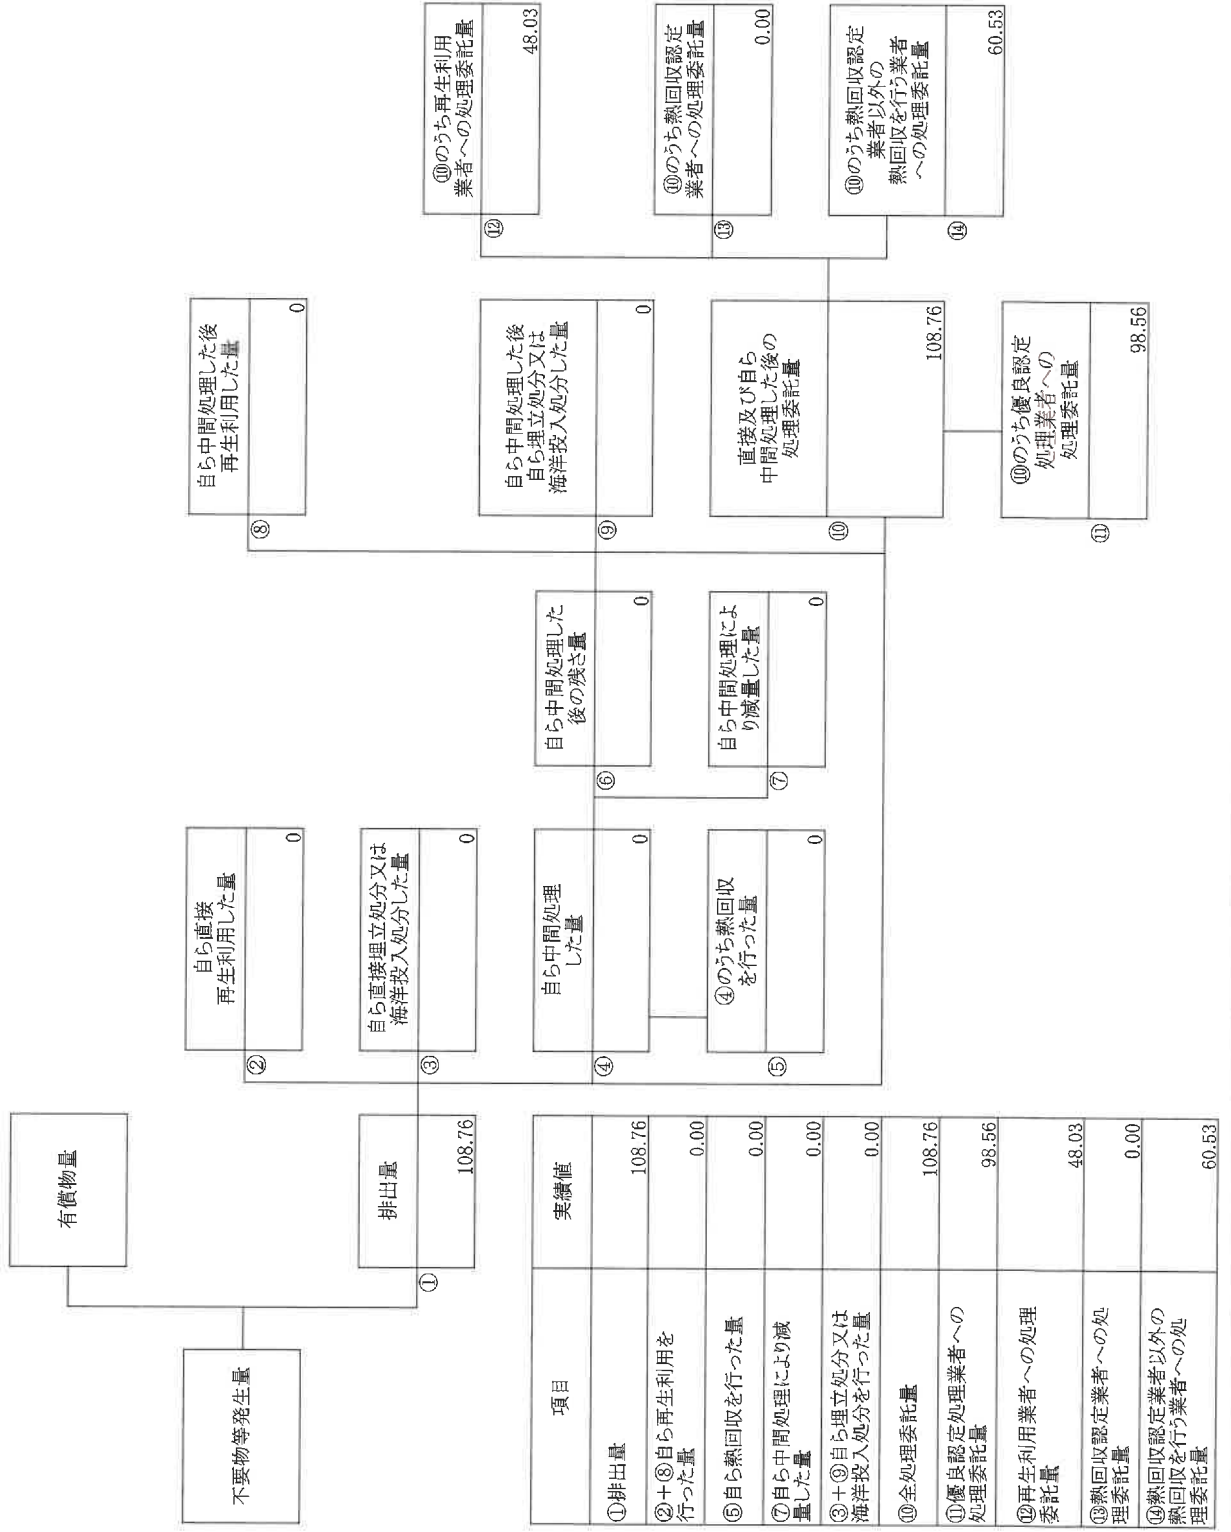 有償物量
不要物等発生量
排出量
①
108.76
自ら直接
再生利用した量
②
0
自ら直接埋立処分又は
海洋投入処分した量
③
0
自ら中間処理
した量
④
0
④のうち熱回収
を行った量
⑤
0
自ら中間処理した
後の残さ量
⑥
0
自ら中間処理によ
り減量した量
⑦
0
自ら中間処理した後
再生利用した量
⑧
0
自ら中間処理した後
自ら埋立処分又は
海洋投入処分した量
⑨
0
直接及び自ら
中間処理した後の
処理委託量
⑩
108.76
⑩のうち優良認定
処理業者への
処理委託量
⑪
98.56
⑩のうち再生利用
業者への処理委託量
⑫
48.03
⑩のうち熱回収認定
業者への処理委託量
⑬
0.00
⑩のうち熱回収認定
業者以外の
熱回収を行う業者
への処理委託量
⑭
60.53
項目 実績値
①排出量 108.76
②+⑧自ら再生利用を
行った量 0.00
⑤自ら熱回収を行った量 0.00
⑦自ら中間処理により減
量した量 0.00
③+⑨自ら埋立処分又は
海洋投入処分を行った量 0.00
⑩全処理委託量 108.76
⑪優良認定処理業者への
処理委託量 98.56
⑫再生利用業者への処理
委託量 48.03
⑬熱回収認定業者への処
理委託量 0.00
⑭熱回収認定業者以外の
熱回収を行う業者への処
理委託量 60.53